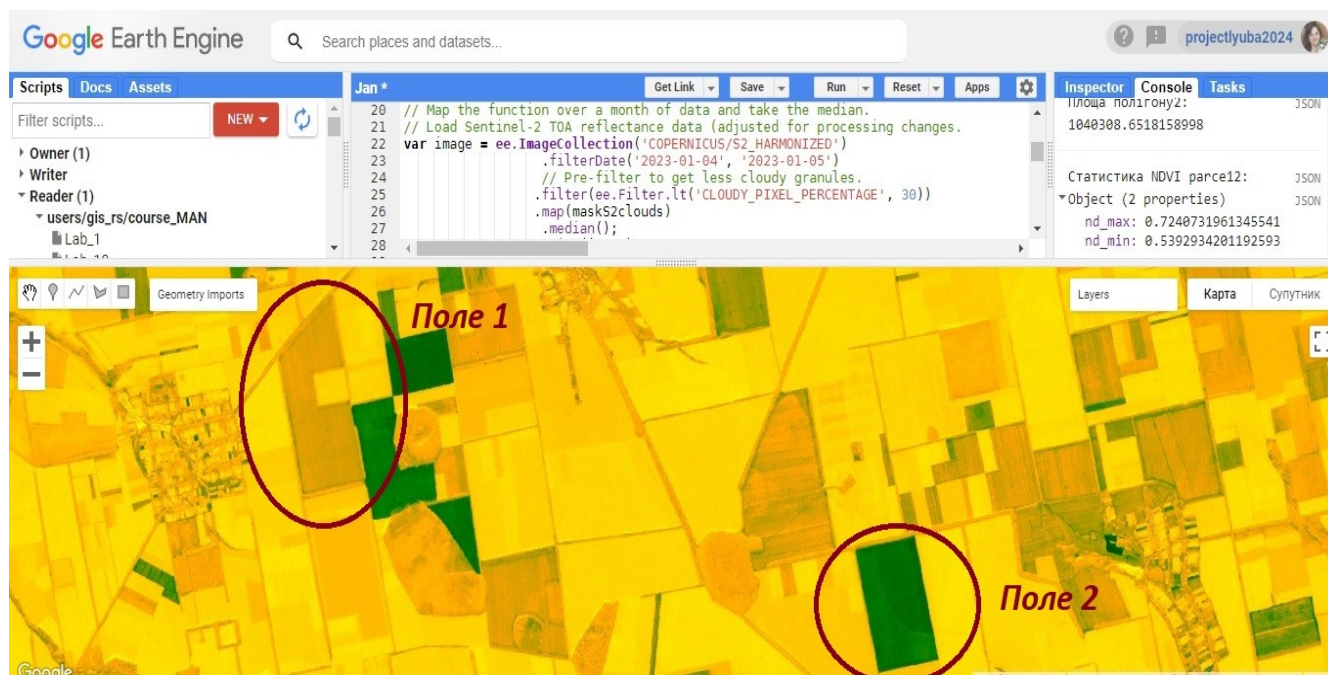 Google Earth Engine
Search places and datasets...
projectlyuba2024
Scripts Docs Assets
Filter scripts...
NEW
Owner (1)
Writer
Reader (1)
users/gis_rs/course_MAN
Lab_1
Jan *
Get Link Save Run Reset Apps
20 // Map the function over a month of data and take the median.
21 // Load Sentinel-2 TOA reflectance data (adjusted for processing changes.
22 var image = ee.ImageCollection('COPERNICUS/S2_HARMONIZED')
23 .filterDate('2023-01-04', '2023-01-05')
24 // Pre-filter to get less cloudy granules.
25 .filter(ee.Filter.lt('CLOUDY_PIXEL_PERCENTAGE', 30))
26 .map(maskS2clouds)
27 .median();
28
Inspector Console Tasks
Площа полігону2: JSON
1040308.6518158998
Статистика NDVI parce12: JSON
Object (2 properties) JSON
nd_max: 0.7240731961345541
nd_min: 0.5392934201192593
Geometry Imports
Layers
Карта Супутник
+
−
Поле 1
Поле 2
Google